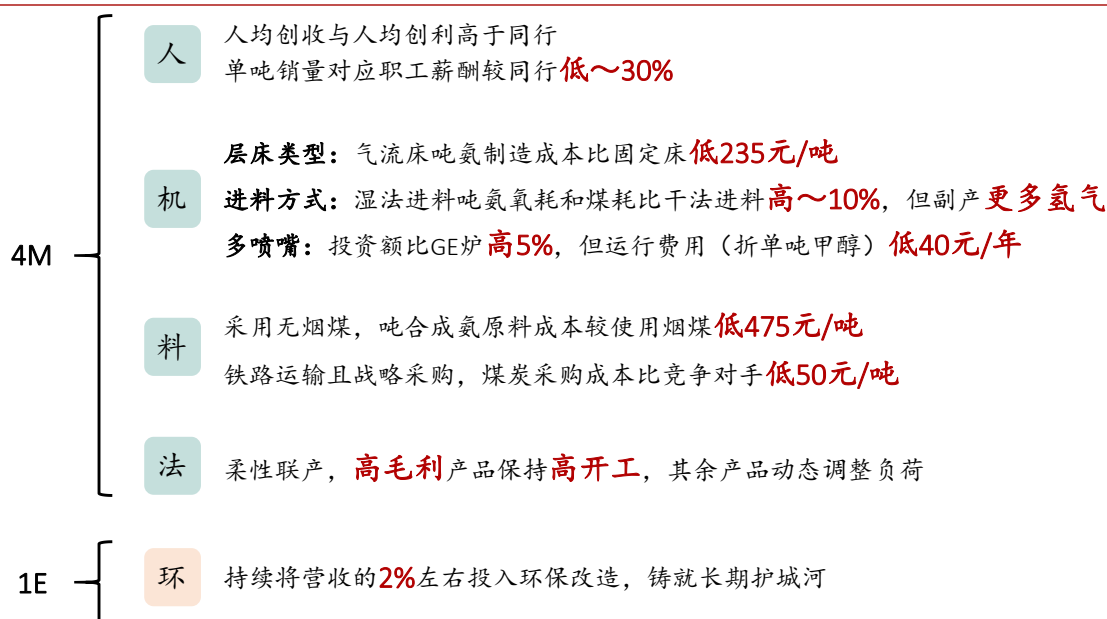 人
人均创收与人均创利高于同行
单吨销量对应职工薪酬较同行低～30%
机
层床类型：气流床吨氨制造成本比固定床低235元/吨
进料方式：湿法进料吨氨氧耗和煤耗比干法进料高～10%，但副产更多氢气
多喷嘴：投资额比GE炉高5%，但运行费用（折单吨甲醇）低40元/年
4M
料
采用无烟煤，吨合成氨原料成本较使用烟煤低475元/吨
铁路运输且战略采购，煤炭采购成本比竞争对手低50元/吨
法
柔性联产，高毛利产品保持高开工，其余产品动态调整负荷
1E
环
持续将营收的2%左右投入环保改造，铸就长期护城河